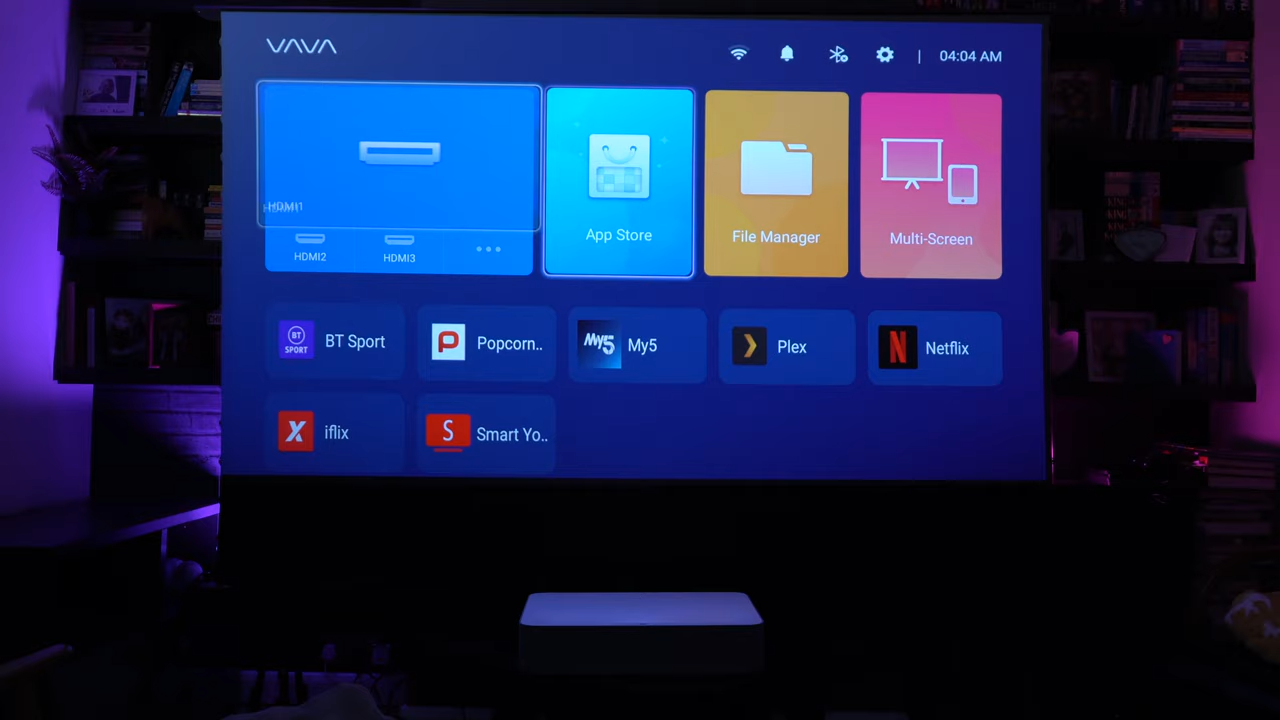 VAVA
04:04 AM
HDMI1
HDMI2
HDMI3
App Store
File Manager
Multi-Screen
BT
SPORT
BT Sport
P
Popcorn..
My5
My5
Plex
N
Netflix
X
iflix
S
Smart Yo..
KING